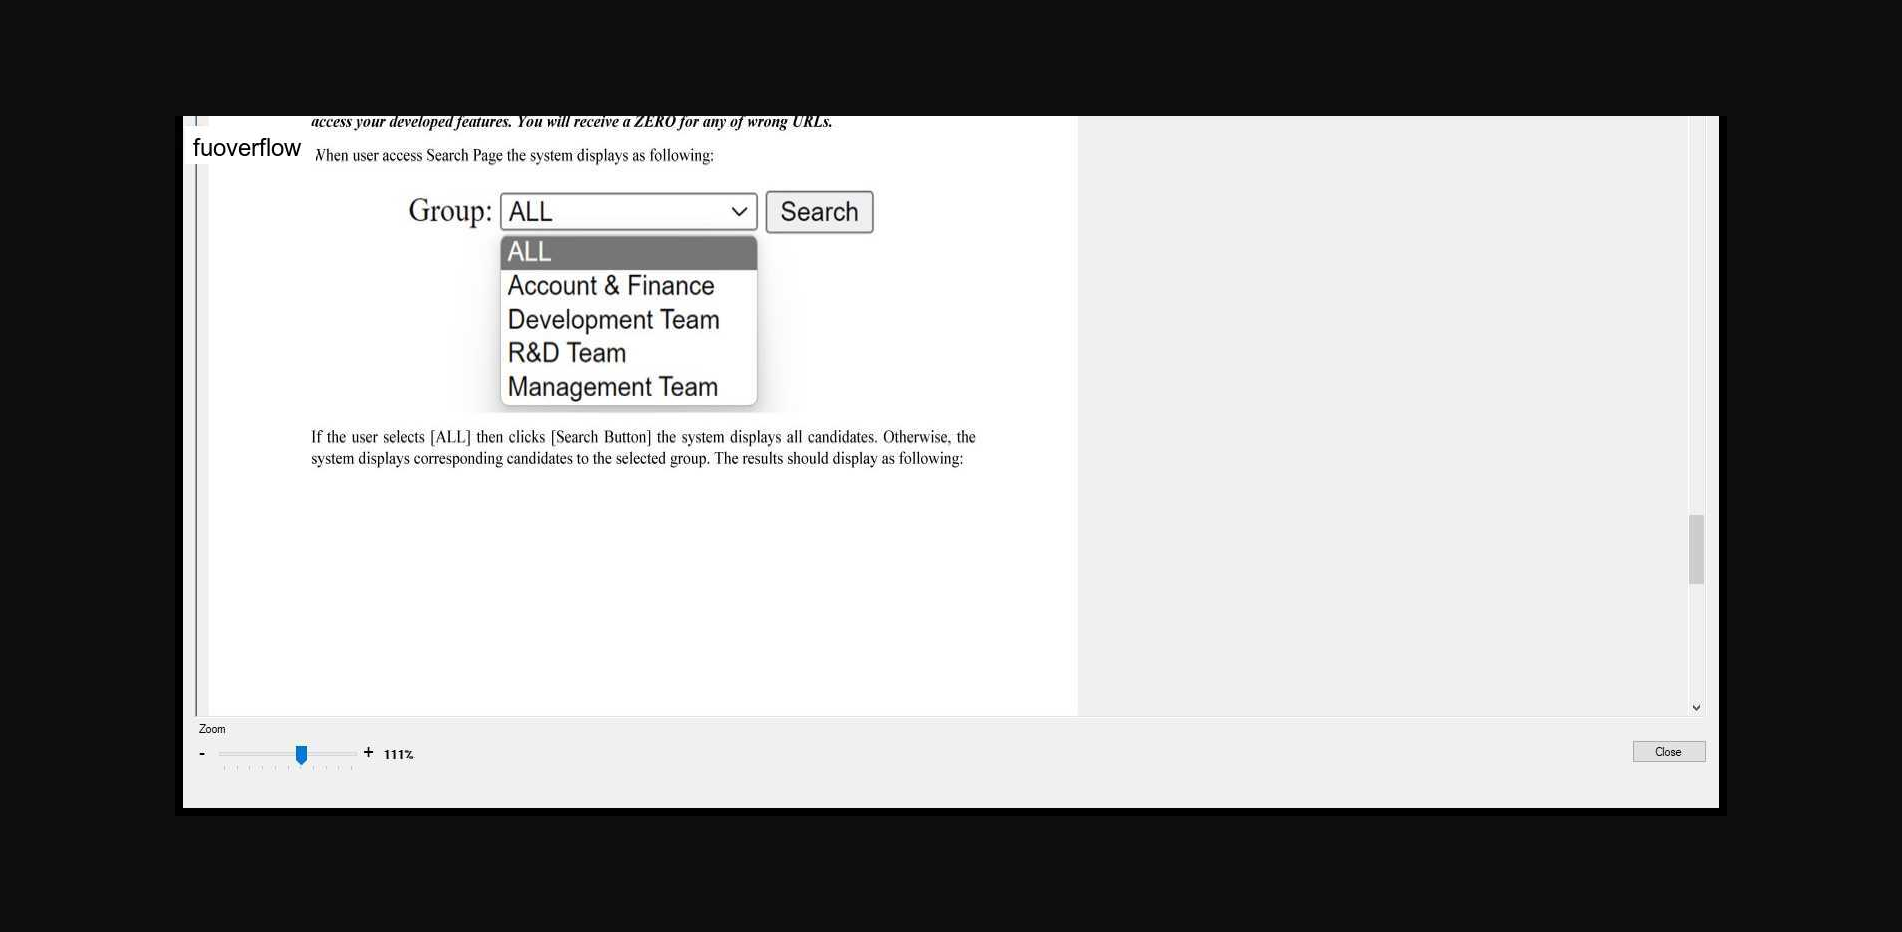 access your developed features. You will receive a ZERO for any of wrong URLs.
fuoverflow
When user access Search Page the system displays as following:
Group: ALL Search
ALL
Account & Finance
Development Team
R&D Team
Management Team
If the user selects [ALL] then clicks [Search Button] the system displays all candidates. Otherwise, the
system displays corresponding candidates to the selected group. The results should display as following:
Zoom
- + 111%
Close